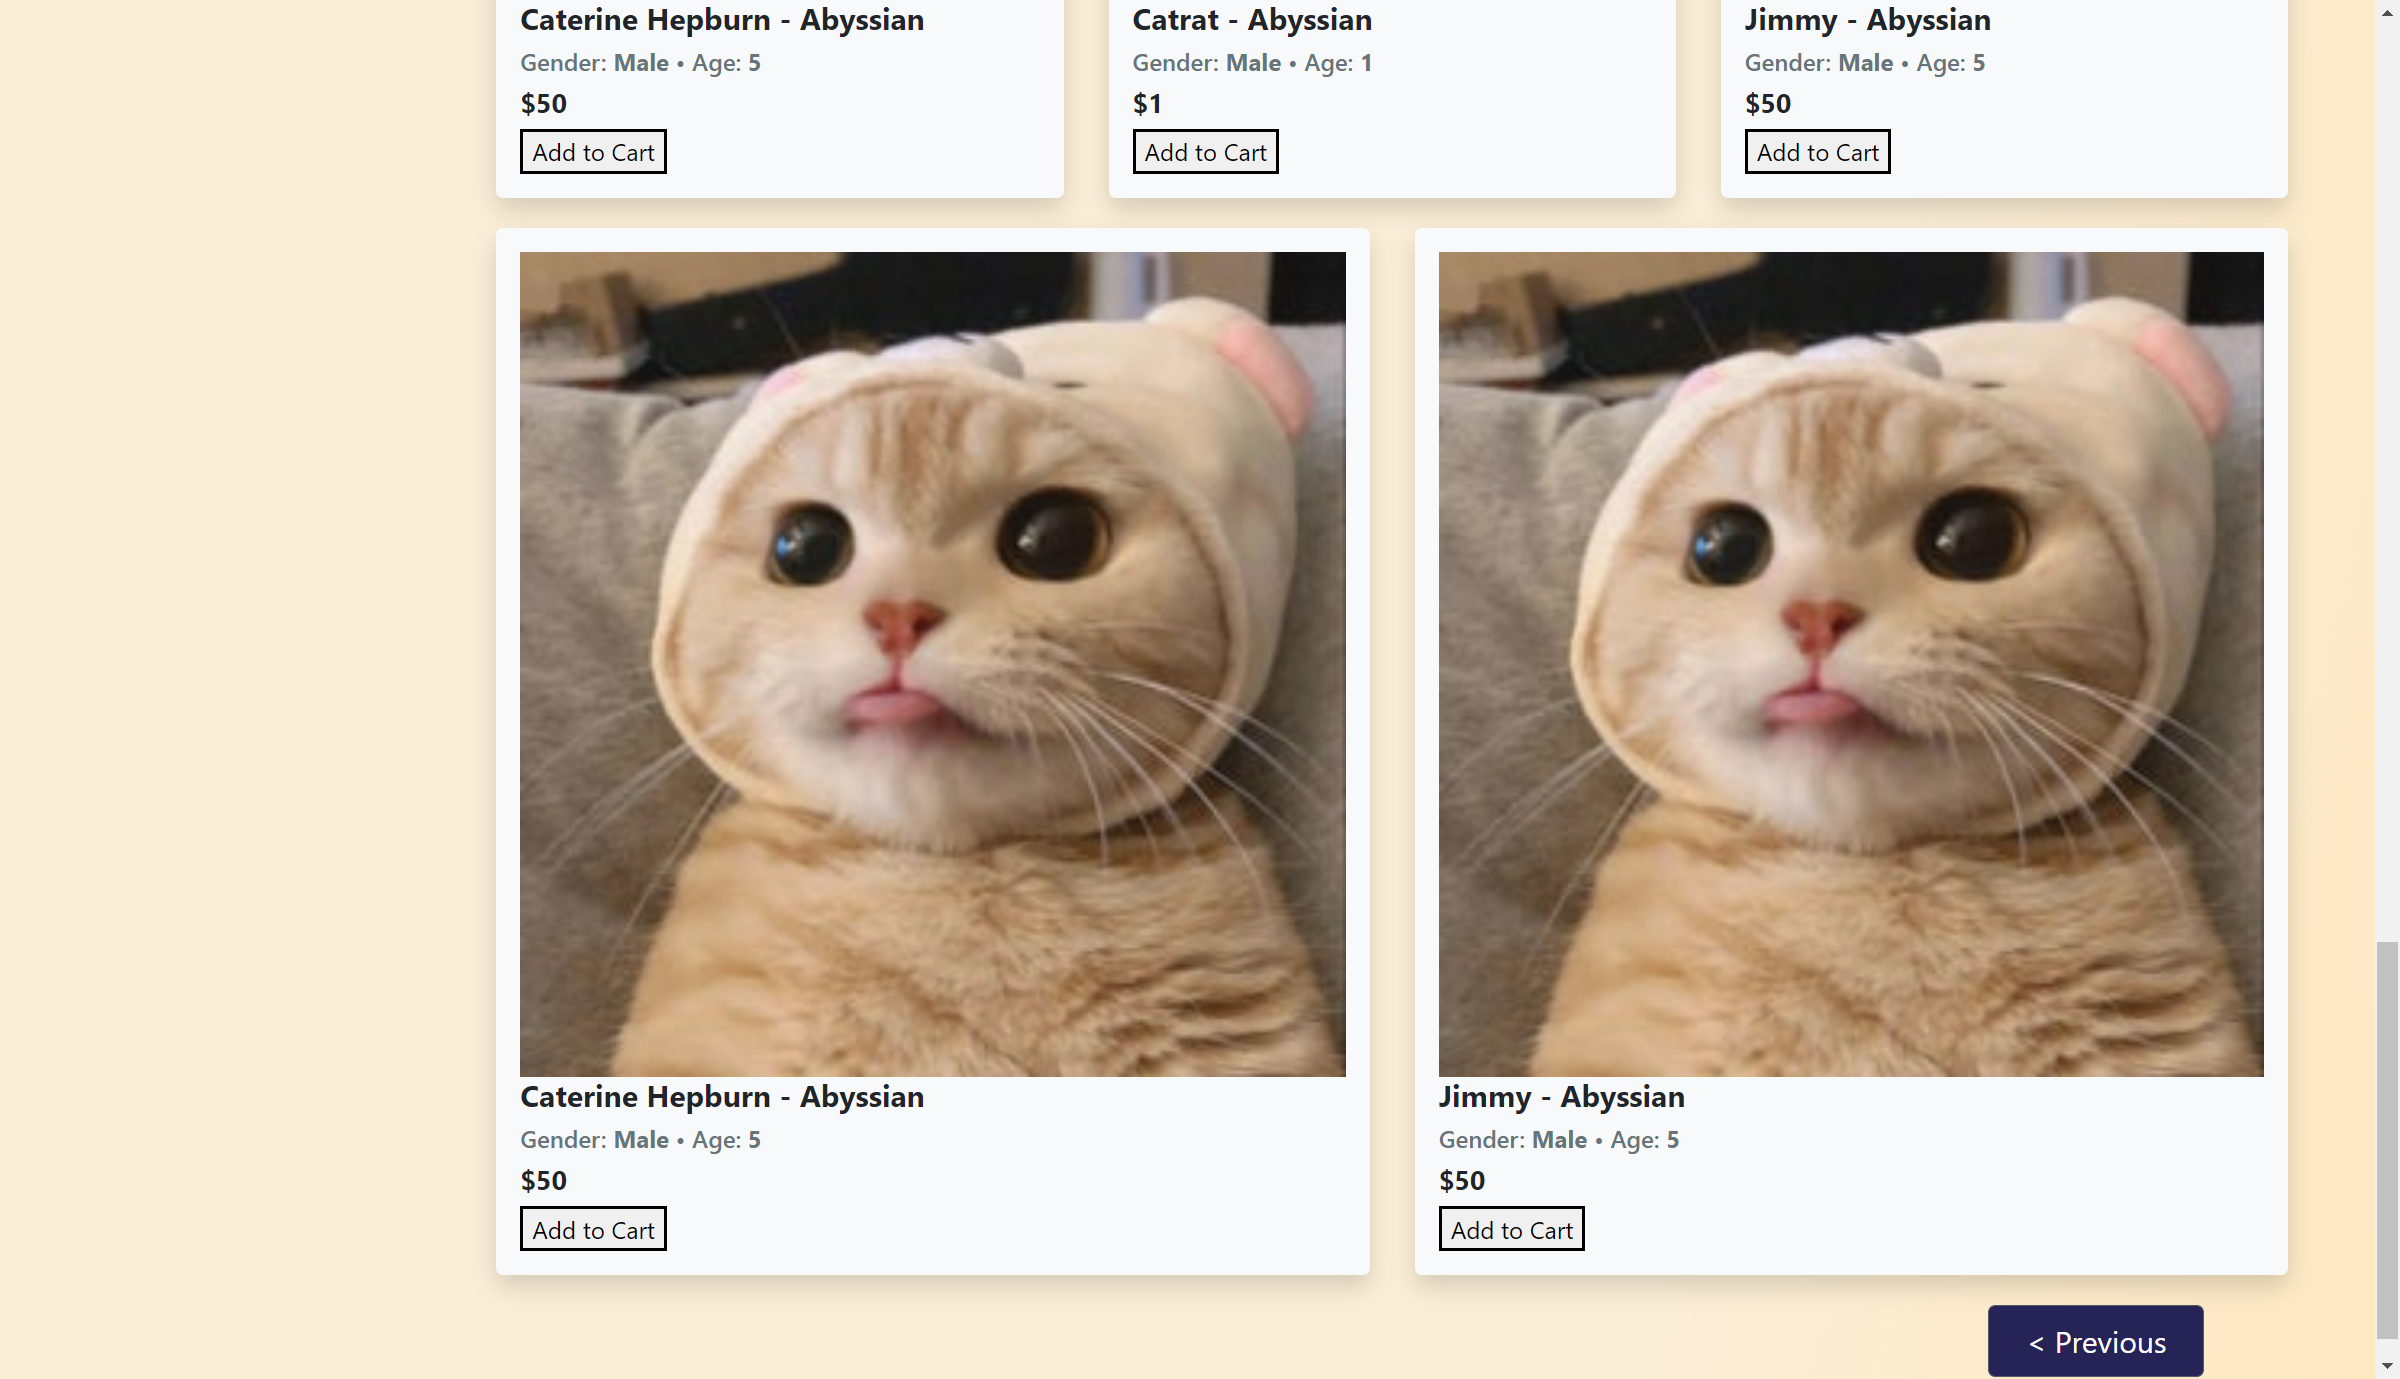 Caterine Hepburn - Abyssian
Gender: Male • Age: 5
$50
Add to Cart
Catrat - Abyssian
Gender: Male • Age: 1
$1
Add to Cart
Jimmy - Abyssian
Gender: Male • Age: 5
$50
Add to Cart
Caterine Hepburn - Abyssian
Gender: Male • Age: 5
$50
Add to Cart
Jimmy - Abyssian
Gender: Male • Age: 5
$50
Add to Cart
< Previous